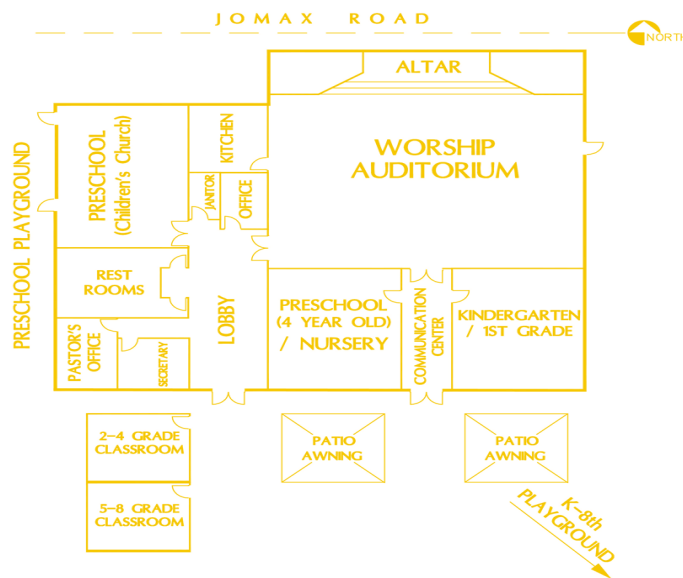 JOMAX ROAD
NORTH
ALTAR
WORSHIP
AUDITORIUM
KITCHEN
PRESCHOOL
(Children's Church)
PRESCHOOL PLAYGROUND
JANITOR
OFFICE
REST
ROOMS
LOBBY
PRESCHOOL
(4 YEAR OLD)
/ NURSERY
COMMUNICATION
CENTER
KINDERGARTEN
/ 1ST GRADE
PASTOR'S
OFFICE
SECRETARY
2-4 GRADE
CLASSROOM
PATIO
AWNING
PATIO
AWNING
5-8 GRADE
CLASSROOM
K-8th
PLAYGROUND